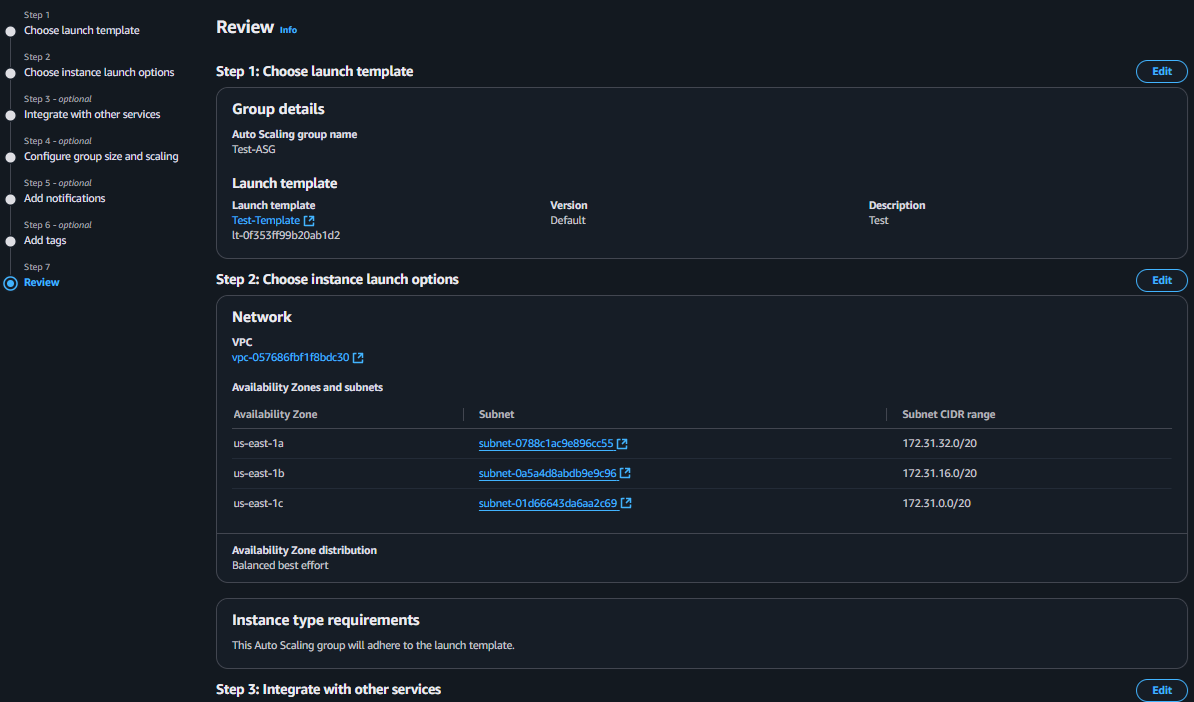 Step 1
Choose launch template
Step 2
Choose instance launch options
Step 3 - optional
Integrate with other services
Step 4 - optional
Configure group size and scaling
Step 5 - optional
Add notifications
Step 6 - optional
Add tags
Step 7
Review
Review Info
Step 1: Choose launch template Edit
Group details
Auto Scaling group name
Test-ASG
Launch template
Launch template Version Description
Test-Template Default Test
lt-0f353ff99b20ab1d2
Step 2: Choose instance launch options Edit
Network
VPC
vpc-057686fbf1f8bdc30
Availability Zones and subnets
Availability Zone Subnet Subnet CIDR range
us-east-1a subnet-0788c1ac9e896cc55 172.31.32.0/20
us-east-1b subnet-0a5a4d8abdb9e9c96 172.31.16.0/20
us-east-1c subnet-01d66643da6aa2c69 172.31.0.0/20
Availability Zone distribution
Balanced best effort
Instance type requirements
This Auto Scaling group will adhere to the launch template.
Step 3: Integrate with other services Edit